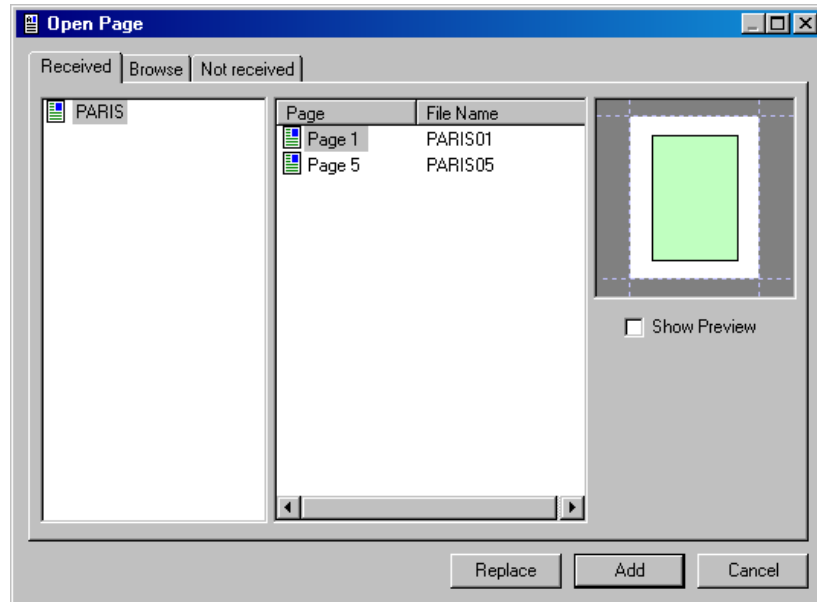 Open Page
Received Browse Not received
PARIS
Page File Name
Page 1 PARIS01
Page 5 PARIS05
Show Preview
Replace Add Cancel